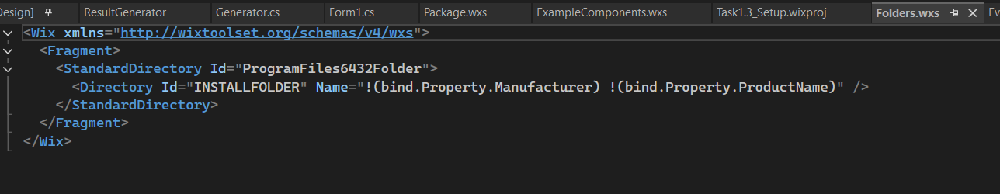 Design] ResultGenerator Generator.cs Form1.cs Package.wxs ExampleComponents.wxs Task1.3_Setup.wixproj Folders.wxs Ev
<Wix xmlns="http://wixtoolset.org/schemas/v4/wxs">
<Fragment>
<StandardDirectory Id="ProgramFiles6432Folder">
<Directory Id="INSTALLFOLDER" Name="!(bind.Property.Manufacturer) !(bind.Property.ProductName)" />
</StandardDirectory>
</Fragment>
</Wix>